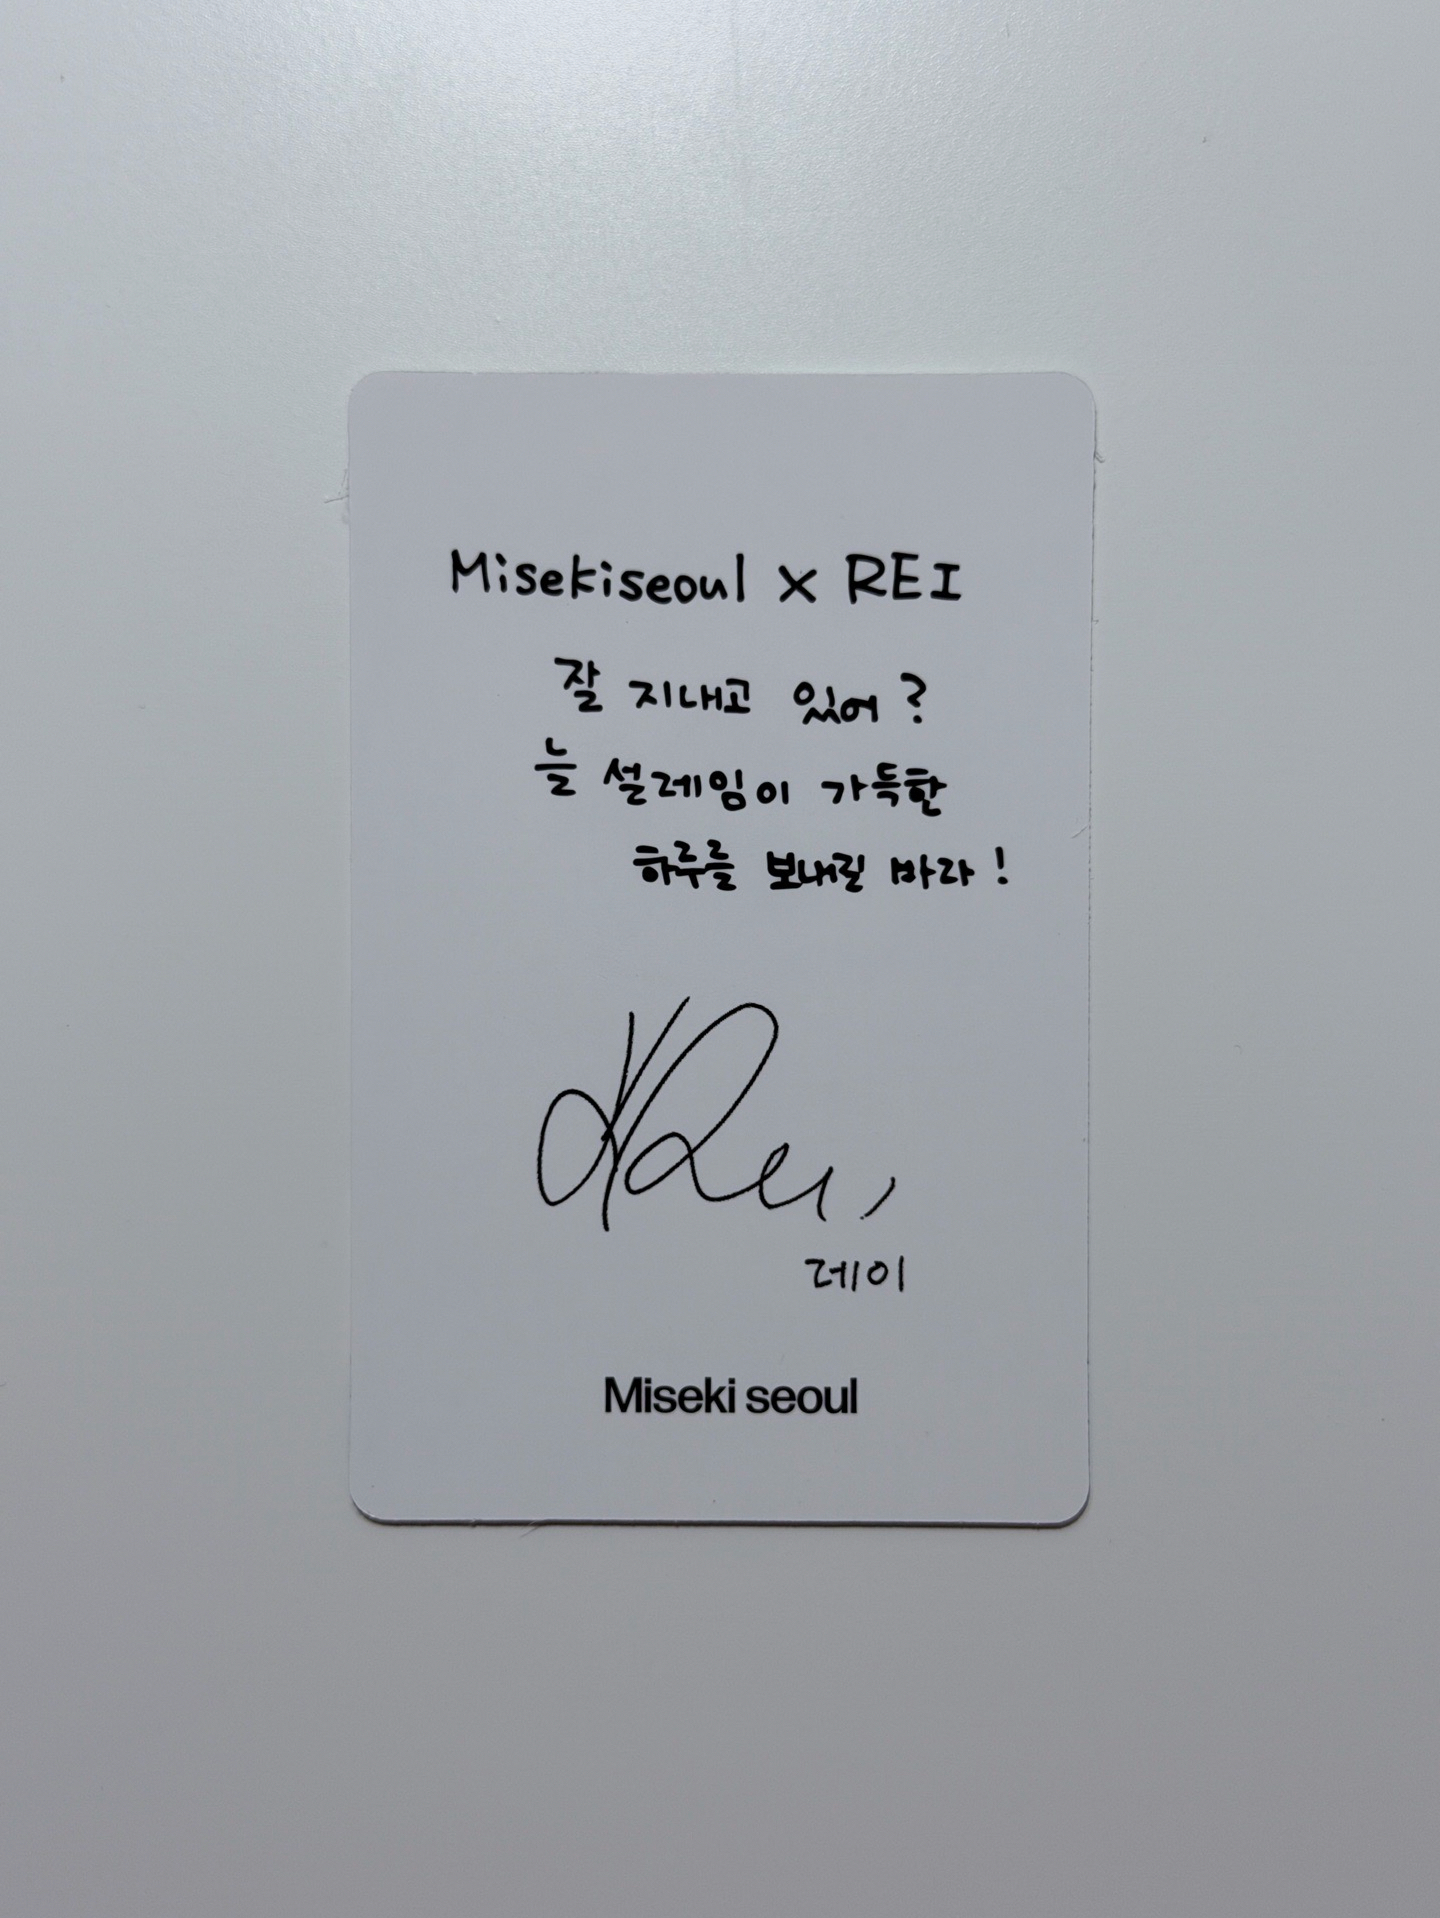 Misekiseoul x REI
잘 지내고 있어?
늘 설레임이 가득한
하루를 보내길 바라!
Rei
레이
Miseki seoul